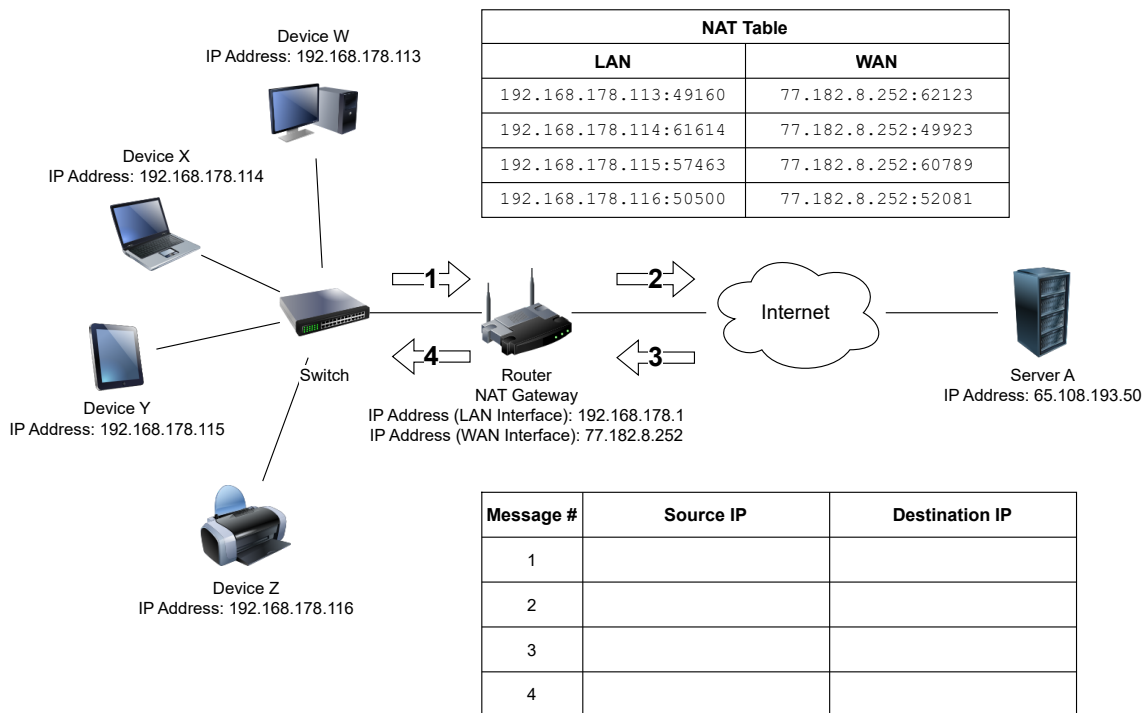 Device W
IP Address: 192.168.178.113
NAT Table
LAN WAN
192.168.178.113:49160 77.182.8.252:62123
192.168.178.114:61614 77.182.8.252:49923
192.168.178.115:57463 77.182.8.252:60789
192.168.178.116:50500 77.182.8.252:52081
Device X
IP Address: 192.168.178.114
1
2
Internet
4
3
Switch
Router
NAT Gateway
IP Address (LAN Interface): 192.168.178.1
IP Address (WAN Interface): 77.182.8.252
Server A
IP Address: 65.108.193.50
Device Y
IP Address: 192.168.178.115
Device Z
IP Address: 192.168.178.116
Message # Source IP Destination IP
1
2
3
4